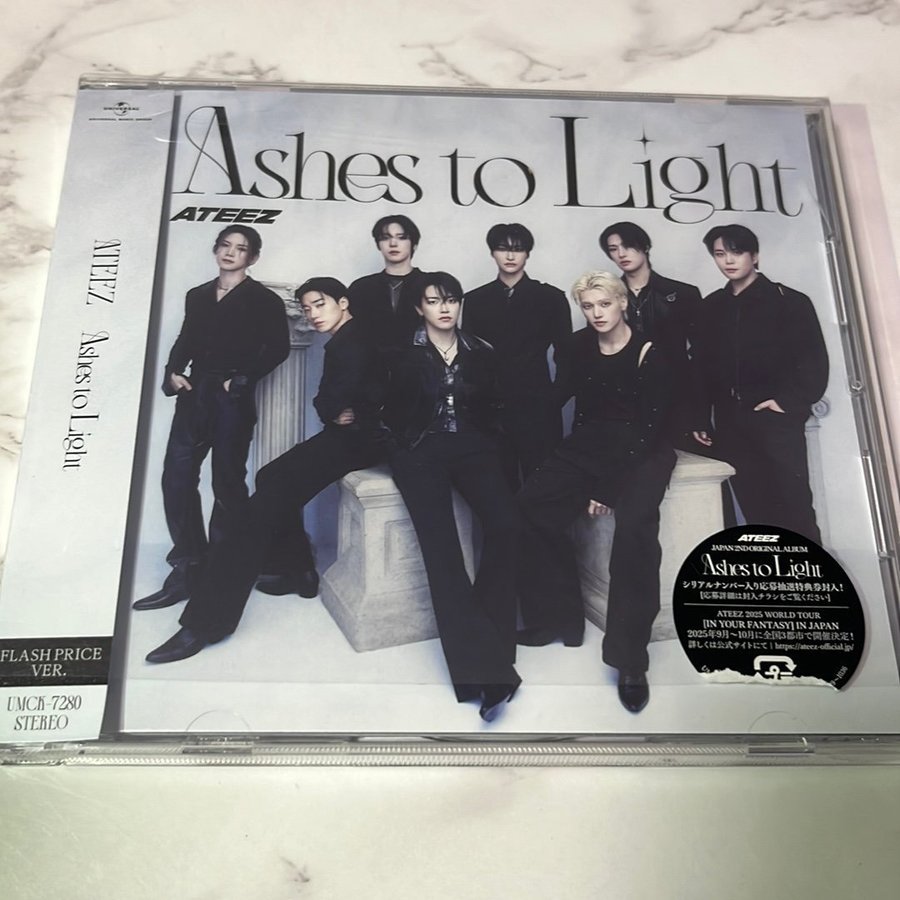 UNIVERSAL
UNIVERSAL MUSIC GROUP
ATEEZ Ashes to Light
FLASH PRICE
VER.
UMCK-7280
STEREO
Ashes to Light
ATEEZ
ATEEZ
JAPAN 2ND ORIGINAL ALBUM
Ashes to Light
シリアルナンバー入り応募抽選特典券封入!
[応募詳細は封入チラシをご覧ください]
ATEEZ 2025 WORLD TOUR
[IN YOUR FANTASY] IN JAPAN
2025年9月~10月に全国3都市で開催決定!
詳しくは公式サイトにて | https://ateez-official.jp/